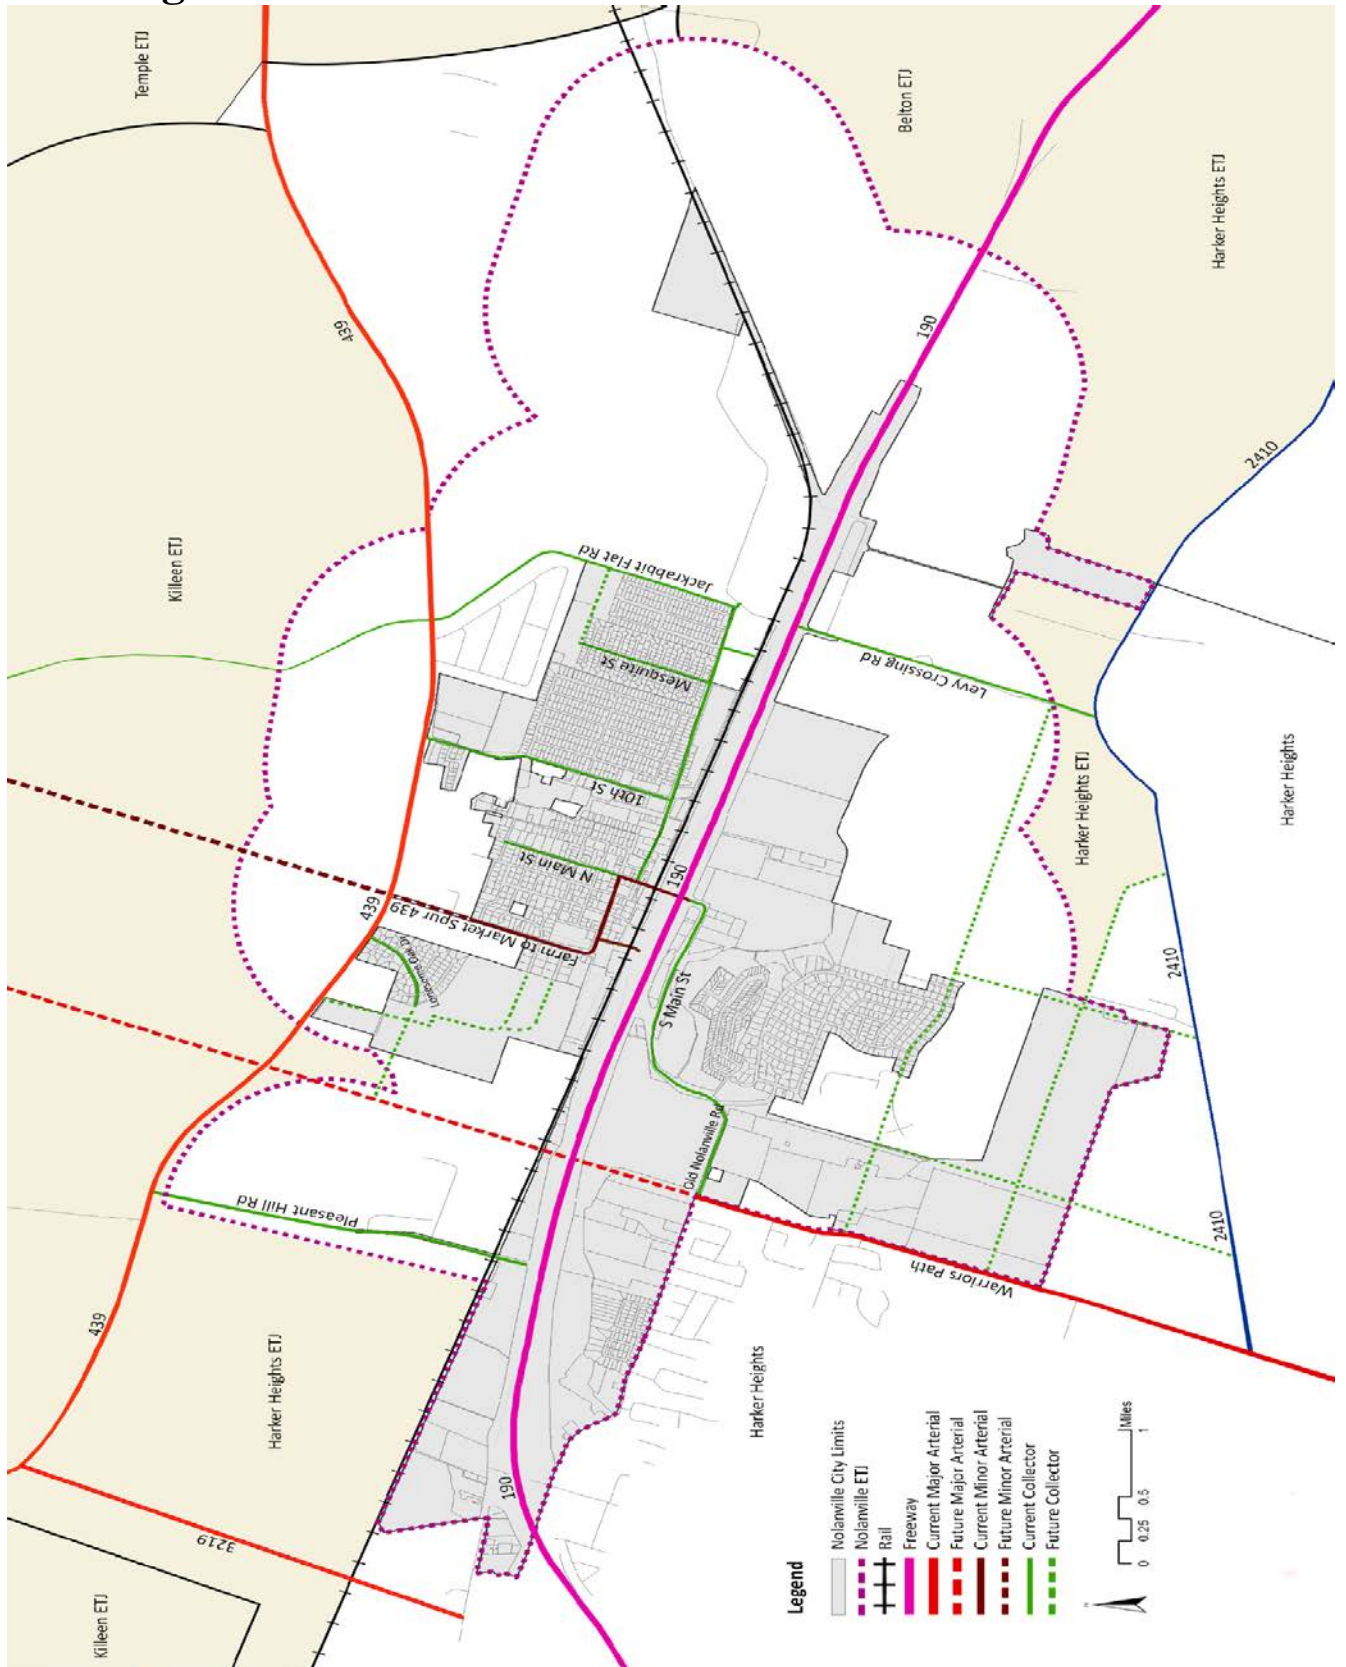 g
Temple ETJ
439
Belton ETJ
Harker Heights ETJ
190
2410
Killeen ETJ
Jackrabbit Flat Rd
Mesquite St
Levy Crossing Rd
10th St
N Main St
190
Harker Heights ETJ
Harker Heights
439
Farm to Market Spur 439
Lonesome Oak Dr
S Main St
2410
Old Nolanville Rd
Pleasant Hill Rd
Warriors Path
2410
439
Harker Heights ETJ
Harker Heights
190
3219
Killeen ETJ
Legend
Nolanville City Limits
Nolanville ETJ
Rail
Freeway
Current Major Arterial
Future Major Arterial
Current Minor Arterial
Future Minor Arterial
Current Collector
Future Collector
0 0.25 0.5 1
Miles